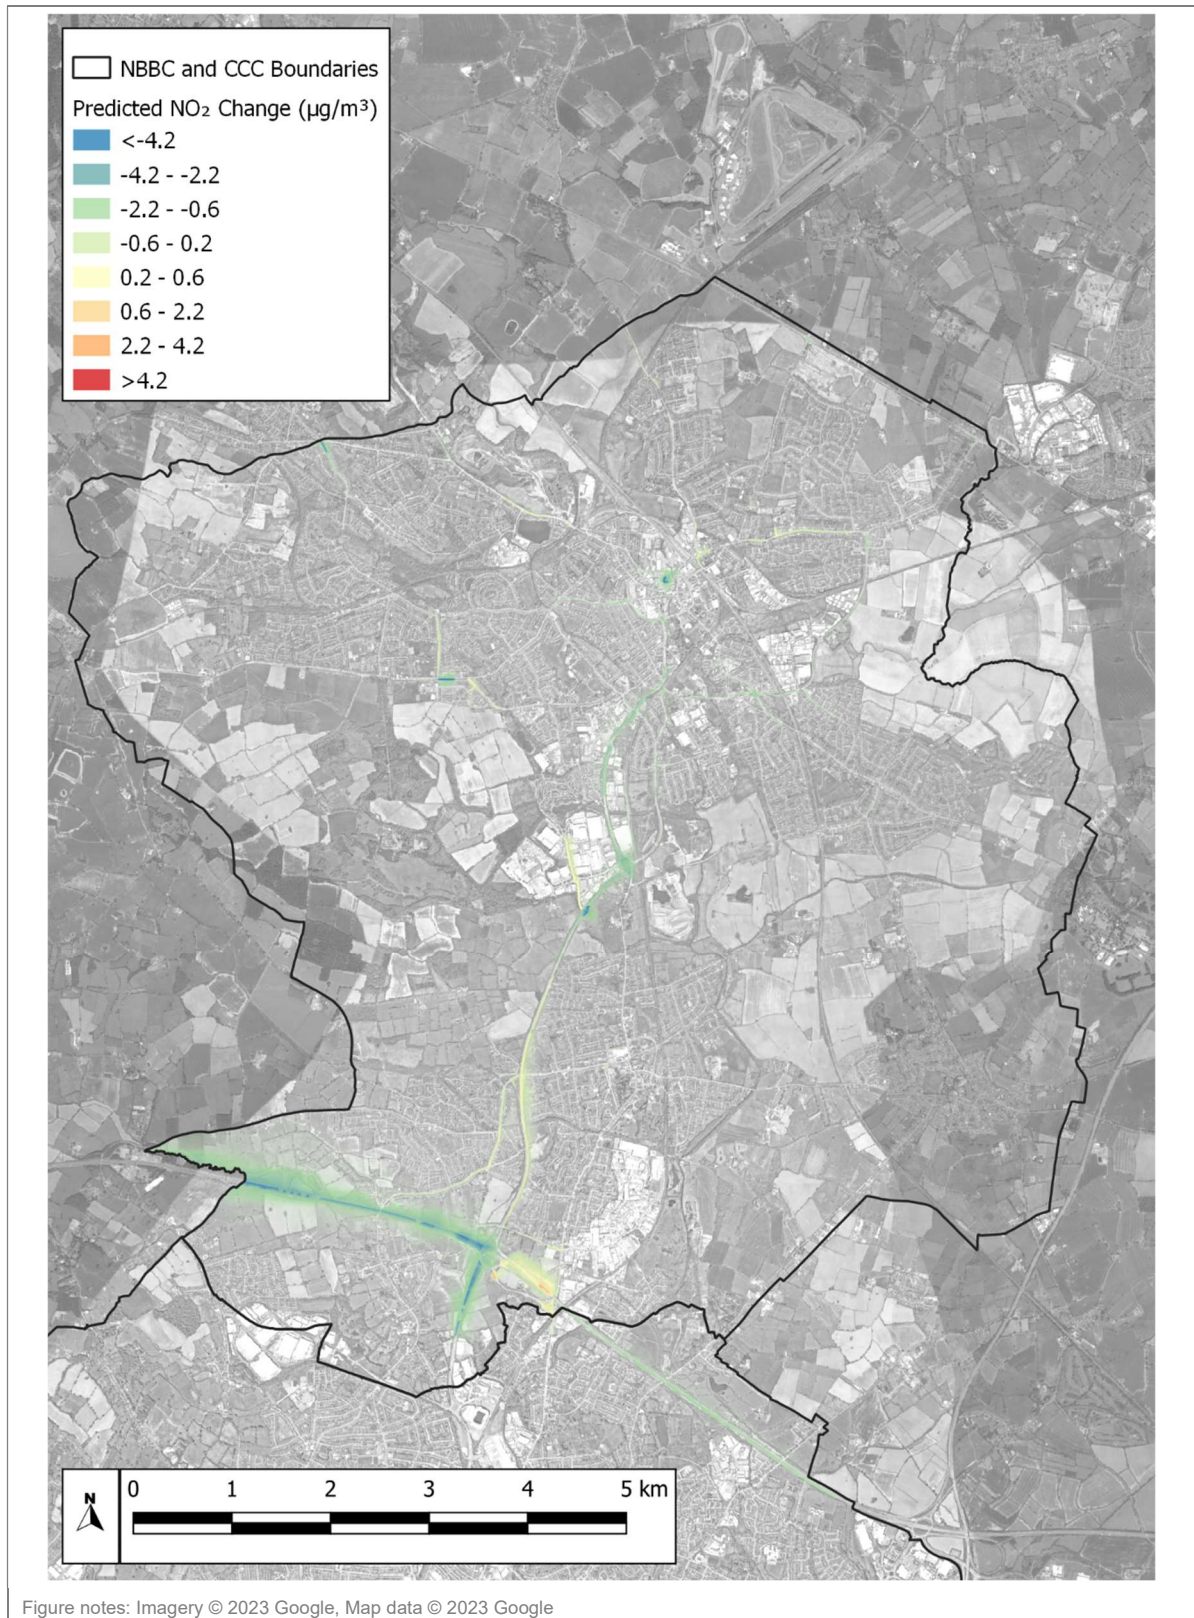 NBBC and CCC Boundaries
Predicted NO₂ Change (µg/m³)
<-4.2
-4.2 - -2.2
-2.2 - -0.6
-0.6 - 0.2
0.2 - 0.6
0.6 - 2.2
2.2 - 4.2
>4.2
N
0 1 2 3 4 5 km
Figure notes: Imagery © 2023 Google, Map data © 2023 Google